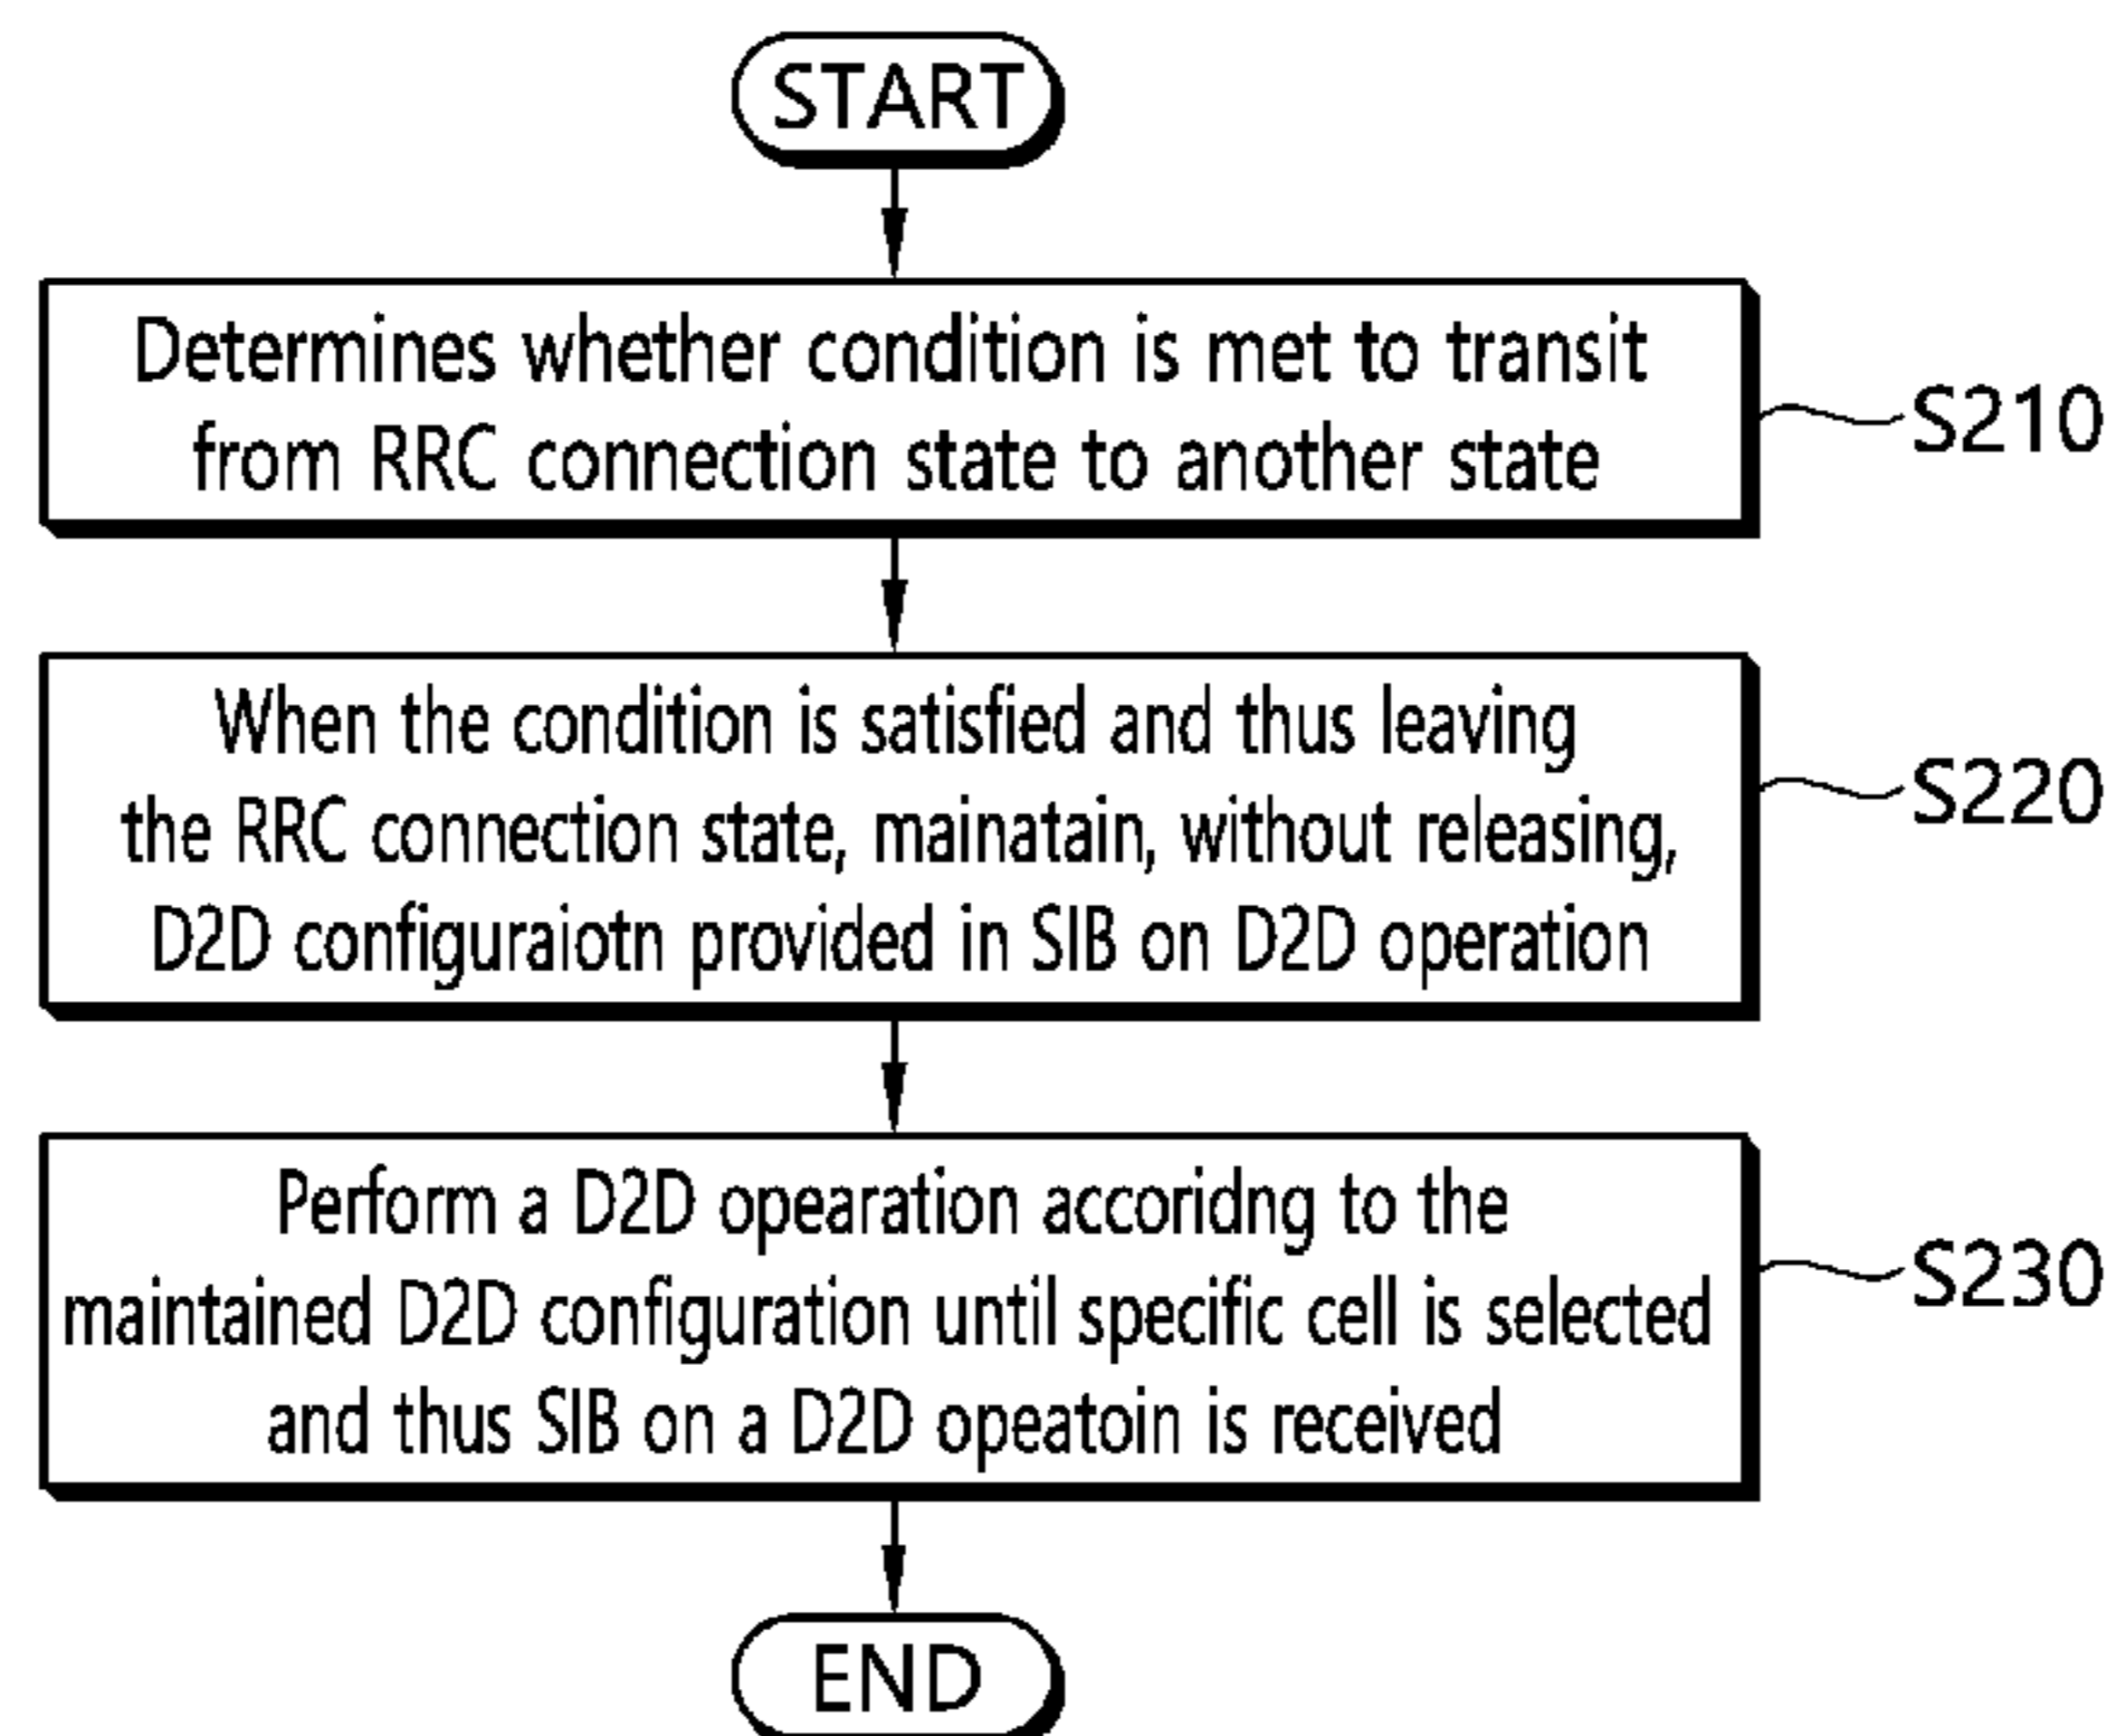 START
Determines whether condition is met to transit
from RRC connection state to another state
S210
When the condition is satisfied and thus leaving
the RRC connection state, mainatain, without releasing,
D2D configuraiotn provided in SIB on D2D operation
S220
Perform a D2D opearation accoridng to the
maintained D2D configuration until specific cell is selected
and thus SIB on a D2D opeatoin is received
S230
END